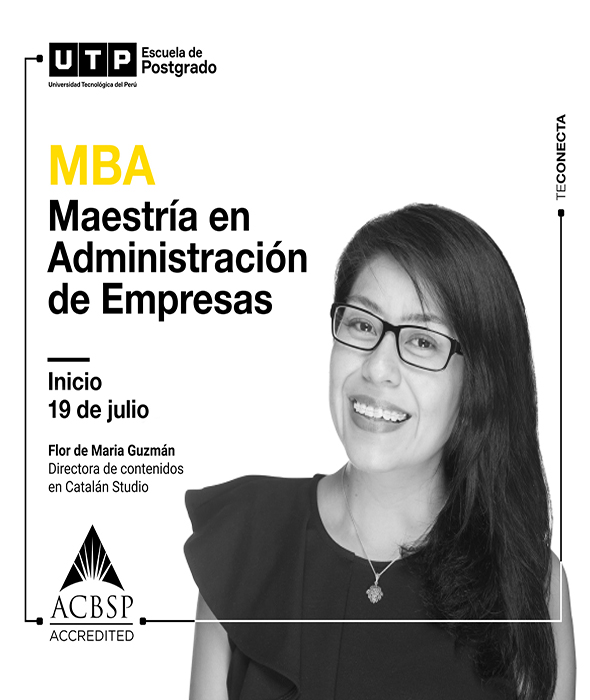 UTP Escuela de
Postgrado
Universidad Tecnológica del Perú
TECONECTA
MBA
Maestría en
Administración
de Empresas
Inicio
19 de julio
Flor de Maria Guzmán
Directora de contenidos
en Catalán Studio
ACBSP
ACCREDITED